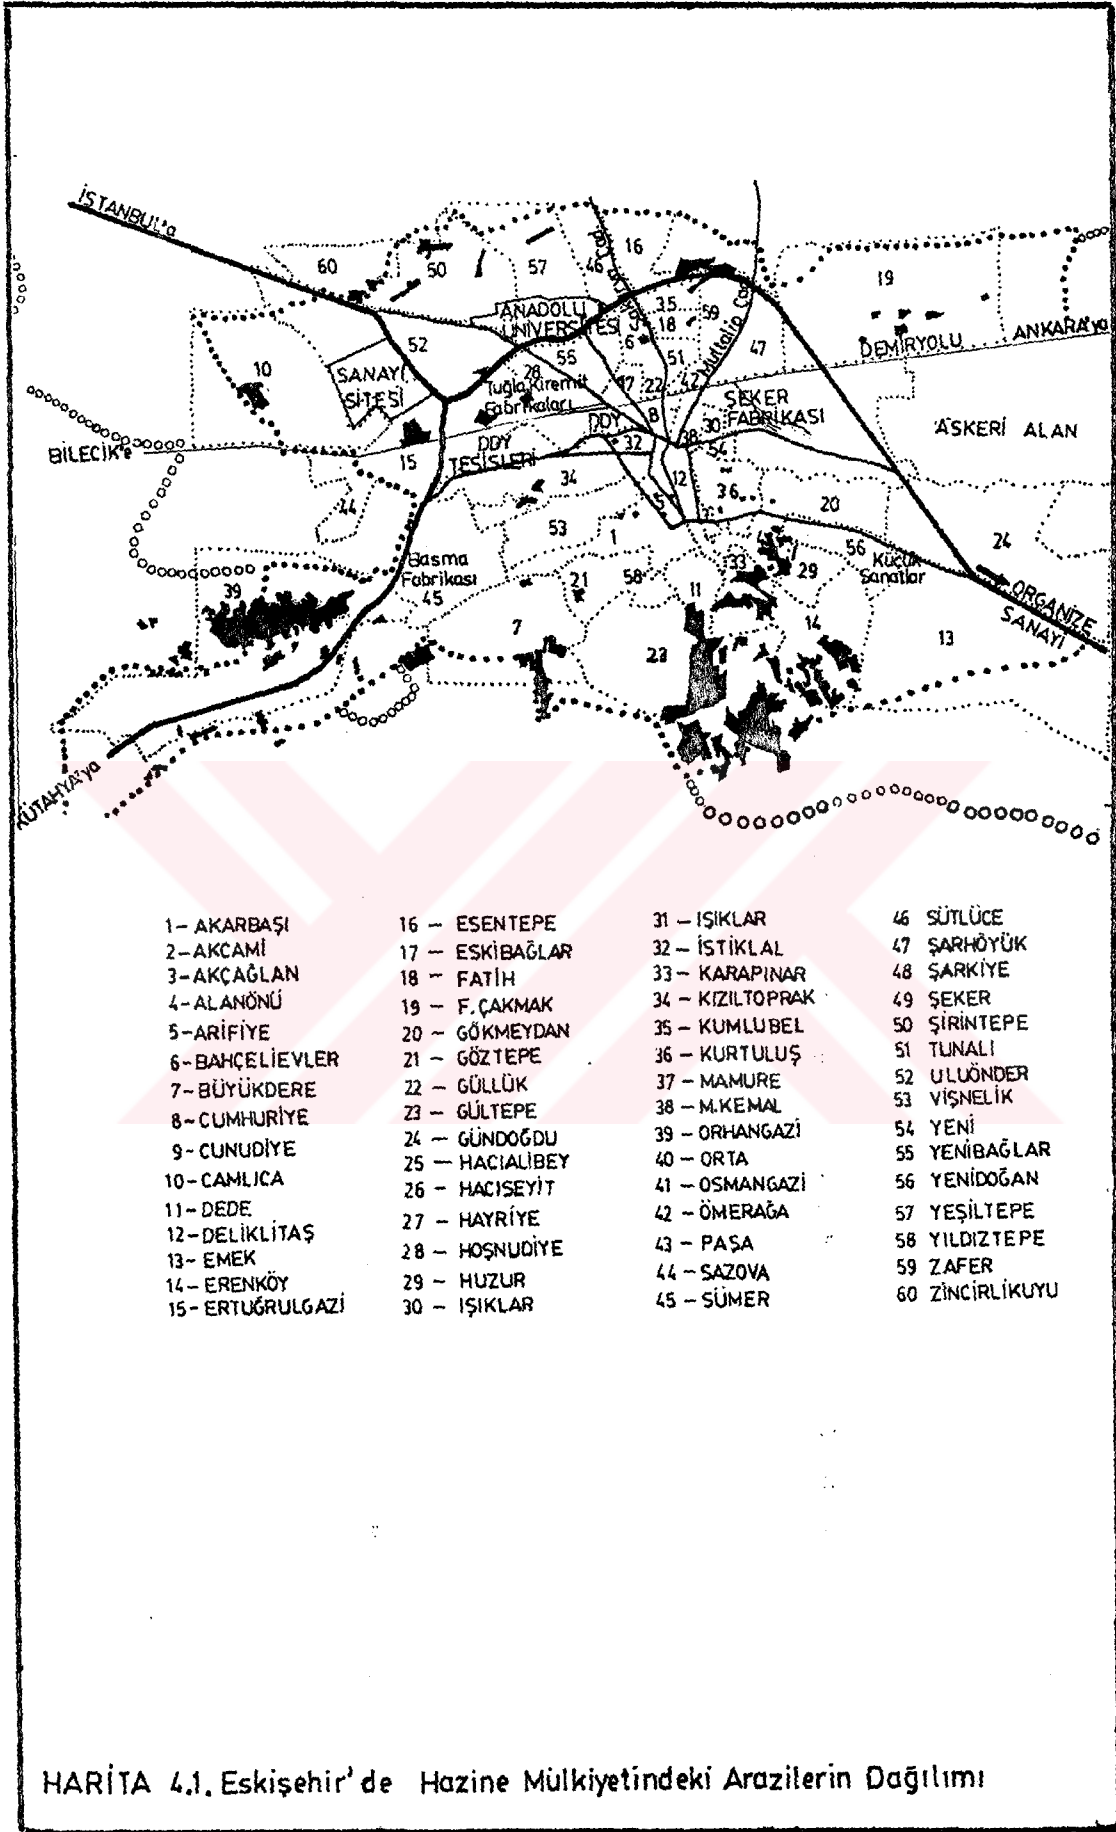 İSTANBUL'a
60
50
57
46
16
19
ANADOLU
ÜNİVERSİTESİ
35
18
59
Muttalip Cad
47
DEMİRYOLU
ANKARA'ya
52
10
SANAYİ
SİTESİ
55
28
Tuğla Kiremit
Fabrikaları
6
51
17
22
42
8
ŞEKER
FABRİKASI
30
38
54
ASKERİ ALAN
BİLECİK'e
DDY
TESİSLERİ
DDY
32
15
34
12
36
20
44
5
53
1
56
Küçük
Sanatlar
24
Basma
Fabrikası
45
39
21
58
11
33
29
ORGANİZE
SANAYİ
7
23
14
13
KÜTAHYA'ya
1- AKARBAŞI
2-AKCAMİ
3-AKÇAĞLAN
4-ALANÖNÜ
5-ARİFİYE
6-BAHÇELİEVLER
7-BÜYÜKDERE
8-CUMHURİYE
9-CUNUDİYE
10-CAMLICA
11-DEDE
12-DELİKLİTAŞ
13-EMEK
14-ERENKÖY
15-ERTUĞRULGAZİ
16 - ESENTEPE
17 - ESKİBAĞLAR
18 - FATİH
19 - F.ÇAKMAK
20 - GÖKMEYDAN
21 - GÖZTEPE
22 - GÜLLÜK
23 - GÜLTEPE
24 - GÜNDOĞDU
25 - HACIALİBEY
26 - HACISEYİT
27 - HAYRİYE
28 - HOŞNUDİYE
29 - HUZUR
30 - IŞIKLAR
31 - IŞIKLAR
32 - İSTİKLAL
33 - KARAPINAR
34 - KIZILTOPRAK
35 - KUMLUBEL
36 - KURTULUŞ
37 - MAMURE
38 - M.KEMAL
39 - ORHANGAZİ
40 - ORTA
41 - OSMANGAZİ
42 - ÖMERAĞA
43 - PAŞA
44 - SAZOVA
45 - SÜMER
46 SÜTLÜCE
47 ŞARHÖYÜK
48 ŞARKİYE
49 ŞEKER
50 ŞİRİNTEPE
51 TUNALI
52 ULUÖNDER
53 VİŞNELİK
54 YENİ
55 YENİBAĞLAR
56 YENİDOĞAN
57 YEŞİLTEPE
58 YILDIZTEPE
59 ZAFER
60 ZİNCİRLİKUYU
HARİTA 4.1. Eskişehir'de Hazine Mülkiyetindeki Arazilerin Dağılımı